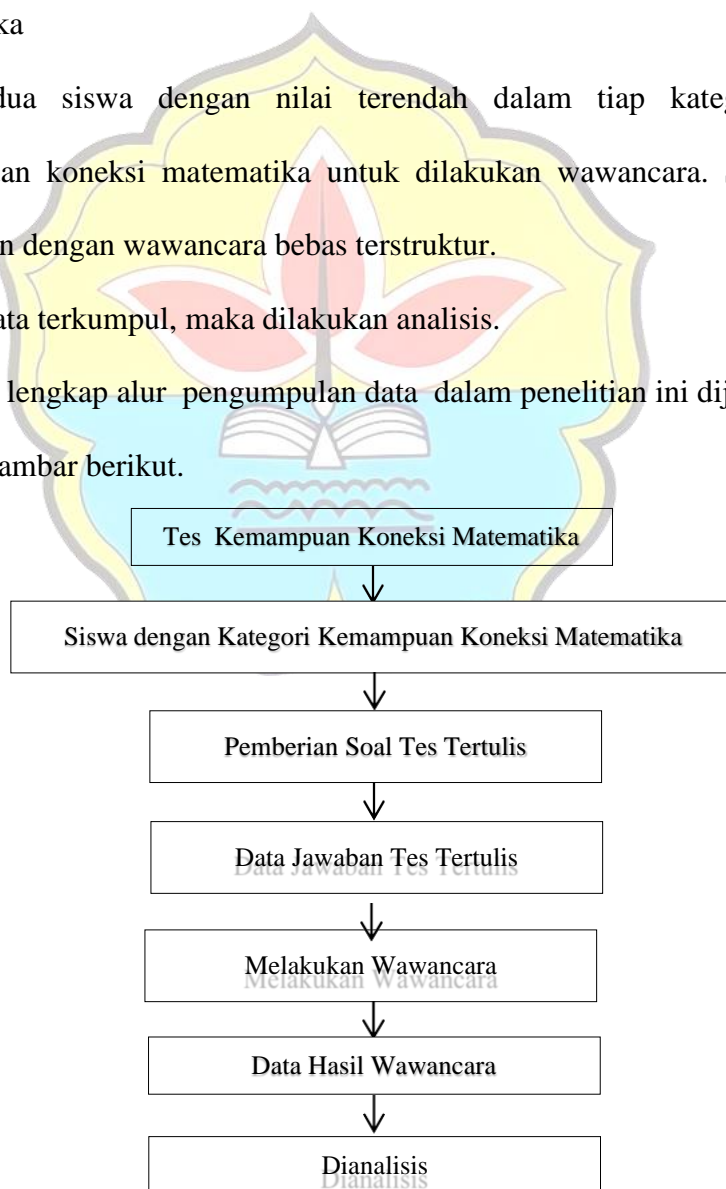 ka
dua siswa dengan nilai terendah dalam tiap kateg
an koneksi matematika untuk dilakukan wawancara.
n dengan wawancara bebas terstruktur.
ata terkumpul, maka dilakukan analisis.
lengkap alur pengumpulan data dalam penelitian ini dij
ambar berikut.
Tes Kemampuan Koneksi Matematika
Siswa dengan Kategori Kemampuan Koneksi Matematika
Pemberian Soal Tes Tertulis
Data Jawaban Tes Tertulis
Melakukan Wawancara
Data Hasil Wawancara
Dianalisis